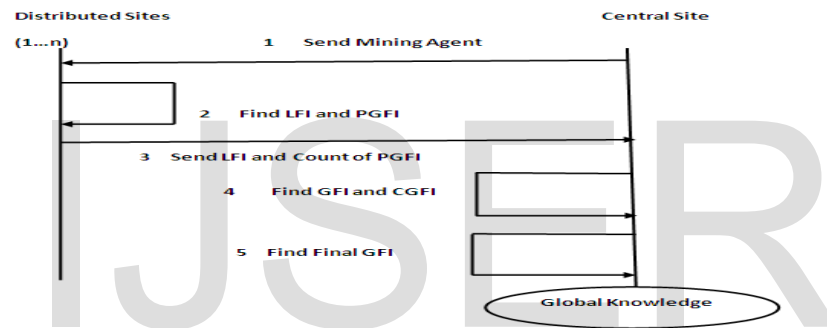 Distributed Sites
Central Site
(1...n)
1 Send Mining Agent
2 Find LFI and PGFI
3 Send LFI and Count of PGFI
4 Find GFI and CGFI
5 Find Final GFI
Global Knowledge
IJSER